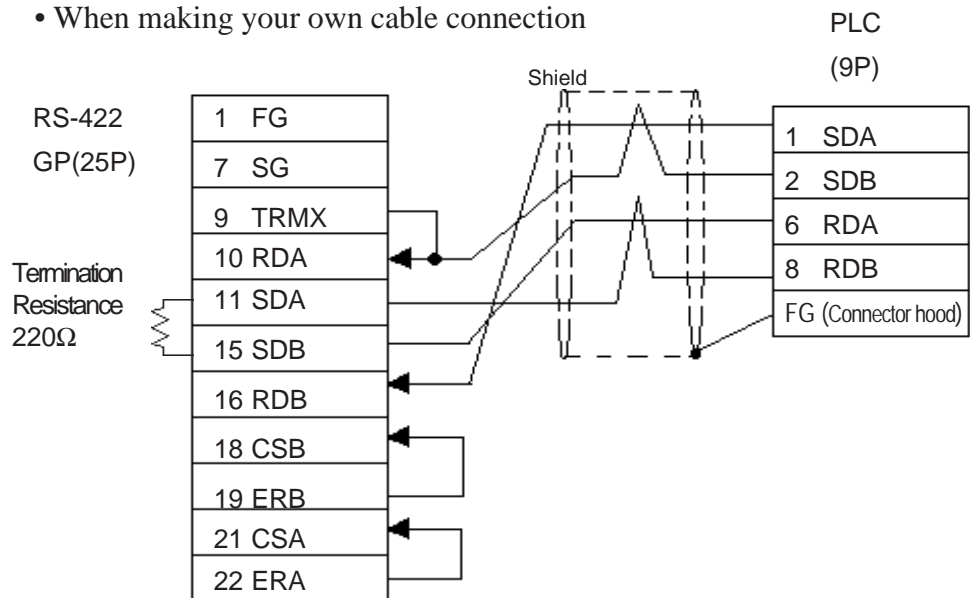 • When making your own cable connection
PLC
(9P)
Shield
RS-422
GP(25P)
1 FG
7 SG
9 TRMX
10 RDA
11 SDA
15 SDB
16 RDB
18 CSB
19 ERB
21 CSA
22 ERA
Termination
Resistance
220Ω
1 SDA
2 SDB
6 RDA
8 RDB
FG (Connector hood)